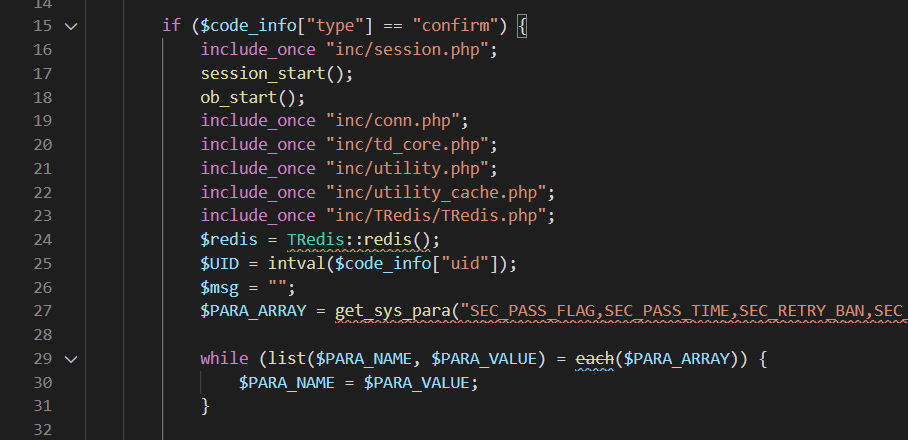 14
15 if ($code_info["type"] == "confirm") {
16 include_once "inc/session.php";
17 session_start();
18 ob_start();
19 include_once "inc/conn.php";
20 include_once "inc/td_core.php";
21 include_once "inc/utility.php";
22 include_once "inc/utility_cache.php";
23 include_once "inc/TRedis/TRedis.php";
24 $redis = TRedis::redis();
25 $UID = intval($code_info["uid"]);
26 $msg = "";
27 $PARA_ARRAY = get_sys_para("SEC_PASS_FLAG,SEC_PASS_TIME,SEC_RETRY_BAN,SEC_
28
29 while (list($PARA_NAME, $PARA_VALUE) = each($PARA_ARRAY)) {
30 $PARA_NAME = $PARA_VALUE;
31 }
32